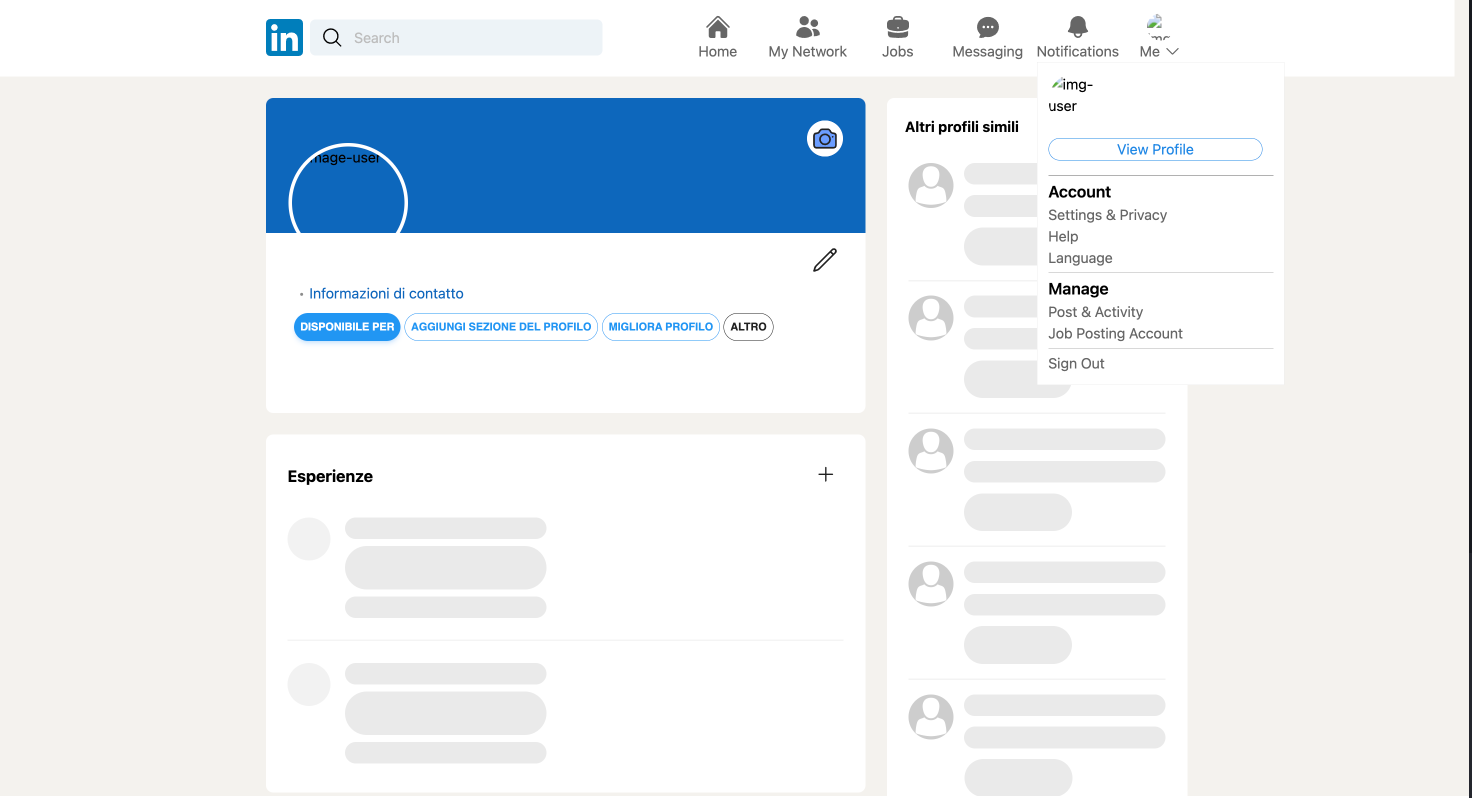 in
Search
Home
My Network
Jobs
Messaging
Notifications
Me
img-
user
View Profile
Account
Settings & Privacy
Help
Language
Manage
Post & Activity
Job Posting Account
Sign Out
Altri profili simili
• Informazioni di contatto
DISPONIBILE PER
AGGIUNGI SEZIONE DEL PROFILO
MIGLIORA PROFILO
ALTRO
Esperienze